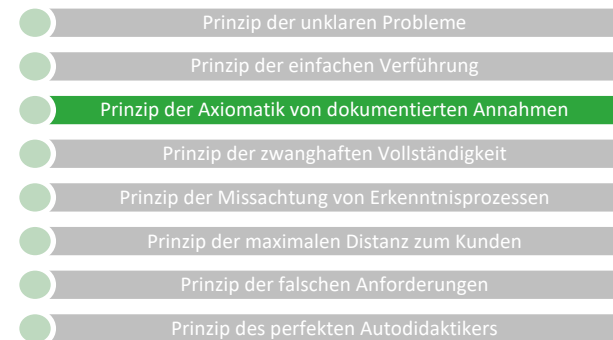 Prinzip der unklaren Probleme
Prinzip der einfachen Verführung
Prinzip der Axiomatik von dokumentierten Annahmen
Prinzip der zwanghaften Vollständigkeit
Prinzip der Missachtung von Erkenntnisprozessen
Prinzip der maximalen Distanz zum Kunden
Prinzip der falschen Anforderungen
Prinzip des perfekten Autodidaktikers